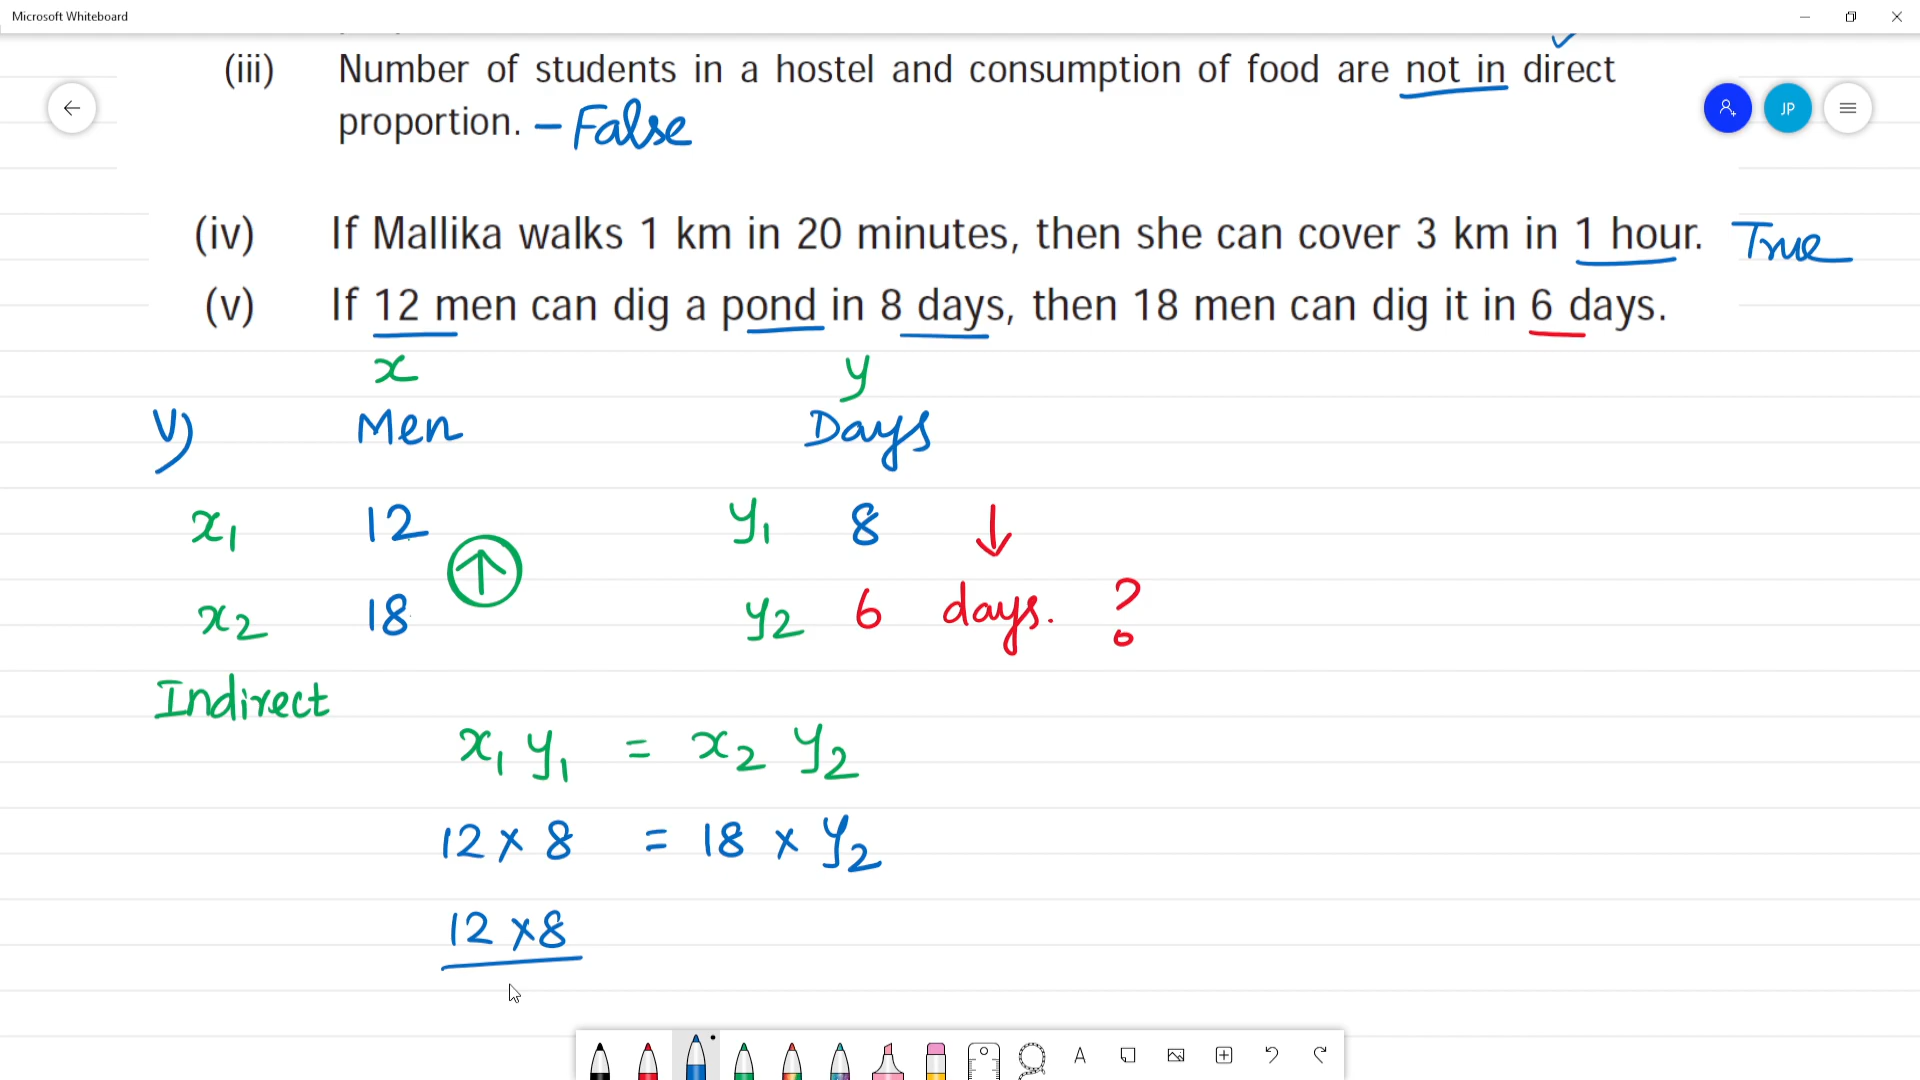 Microsoft Whiteboard
(iii) Number of students in a hostel and consumption of food are not in direct
proportion. – False
JP
(iv) If Mallika walks 1 km in 20 minutes, then she can cover 3 km in 1 hour. True
(v) If 12 men can dig a pond in 8 days, then 18 men can dig it in 6 days.
x y
v) Men Days
x1 12 ↑ y1 8 ↓
x2 18 y2 6 days. ?
Indirect
x1 y1 = x2 y2
12 × 8 = 18 × y2
12 × 8
A